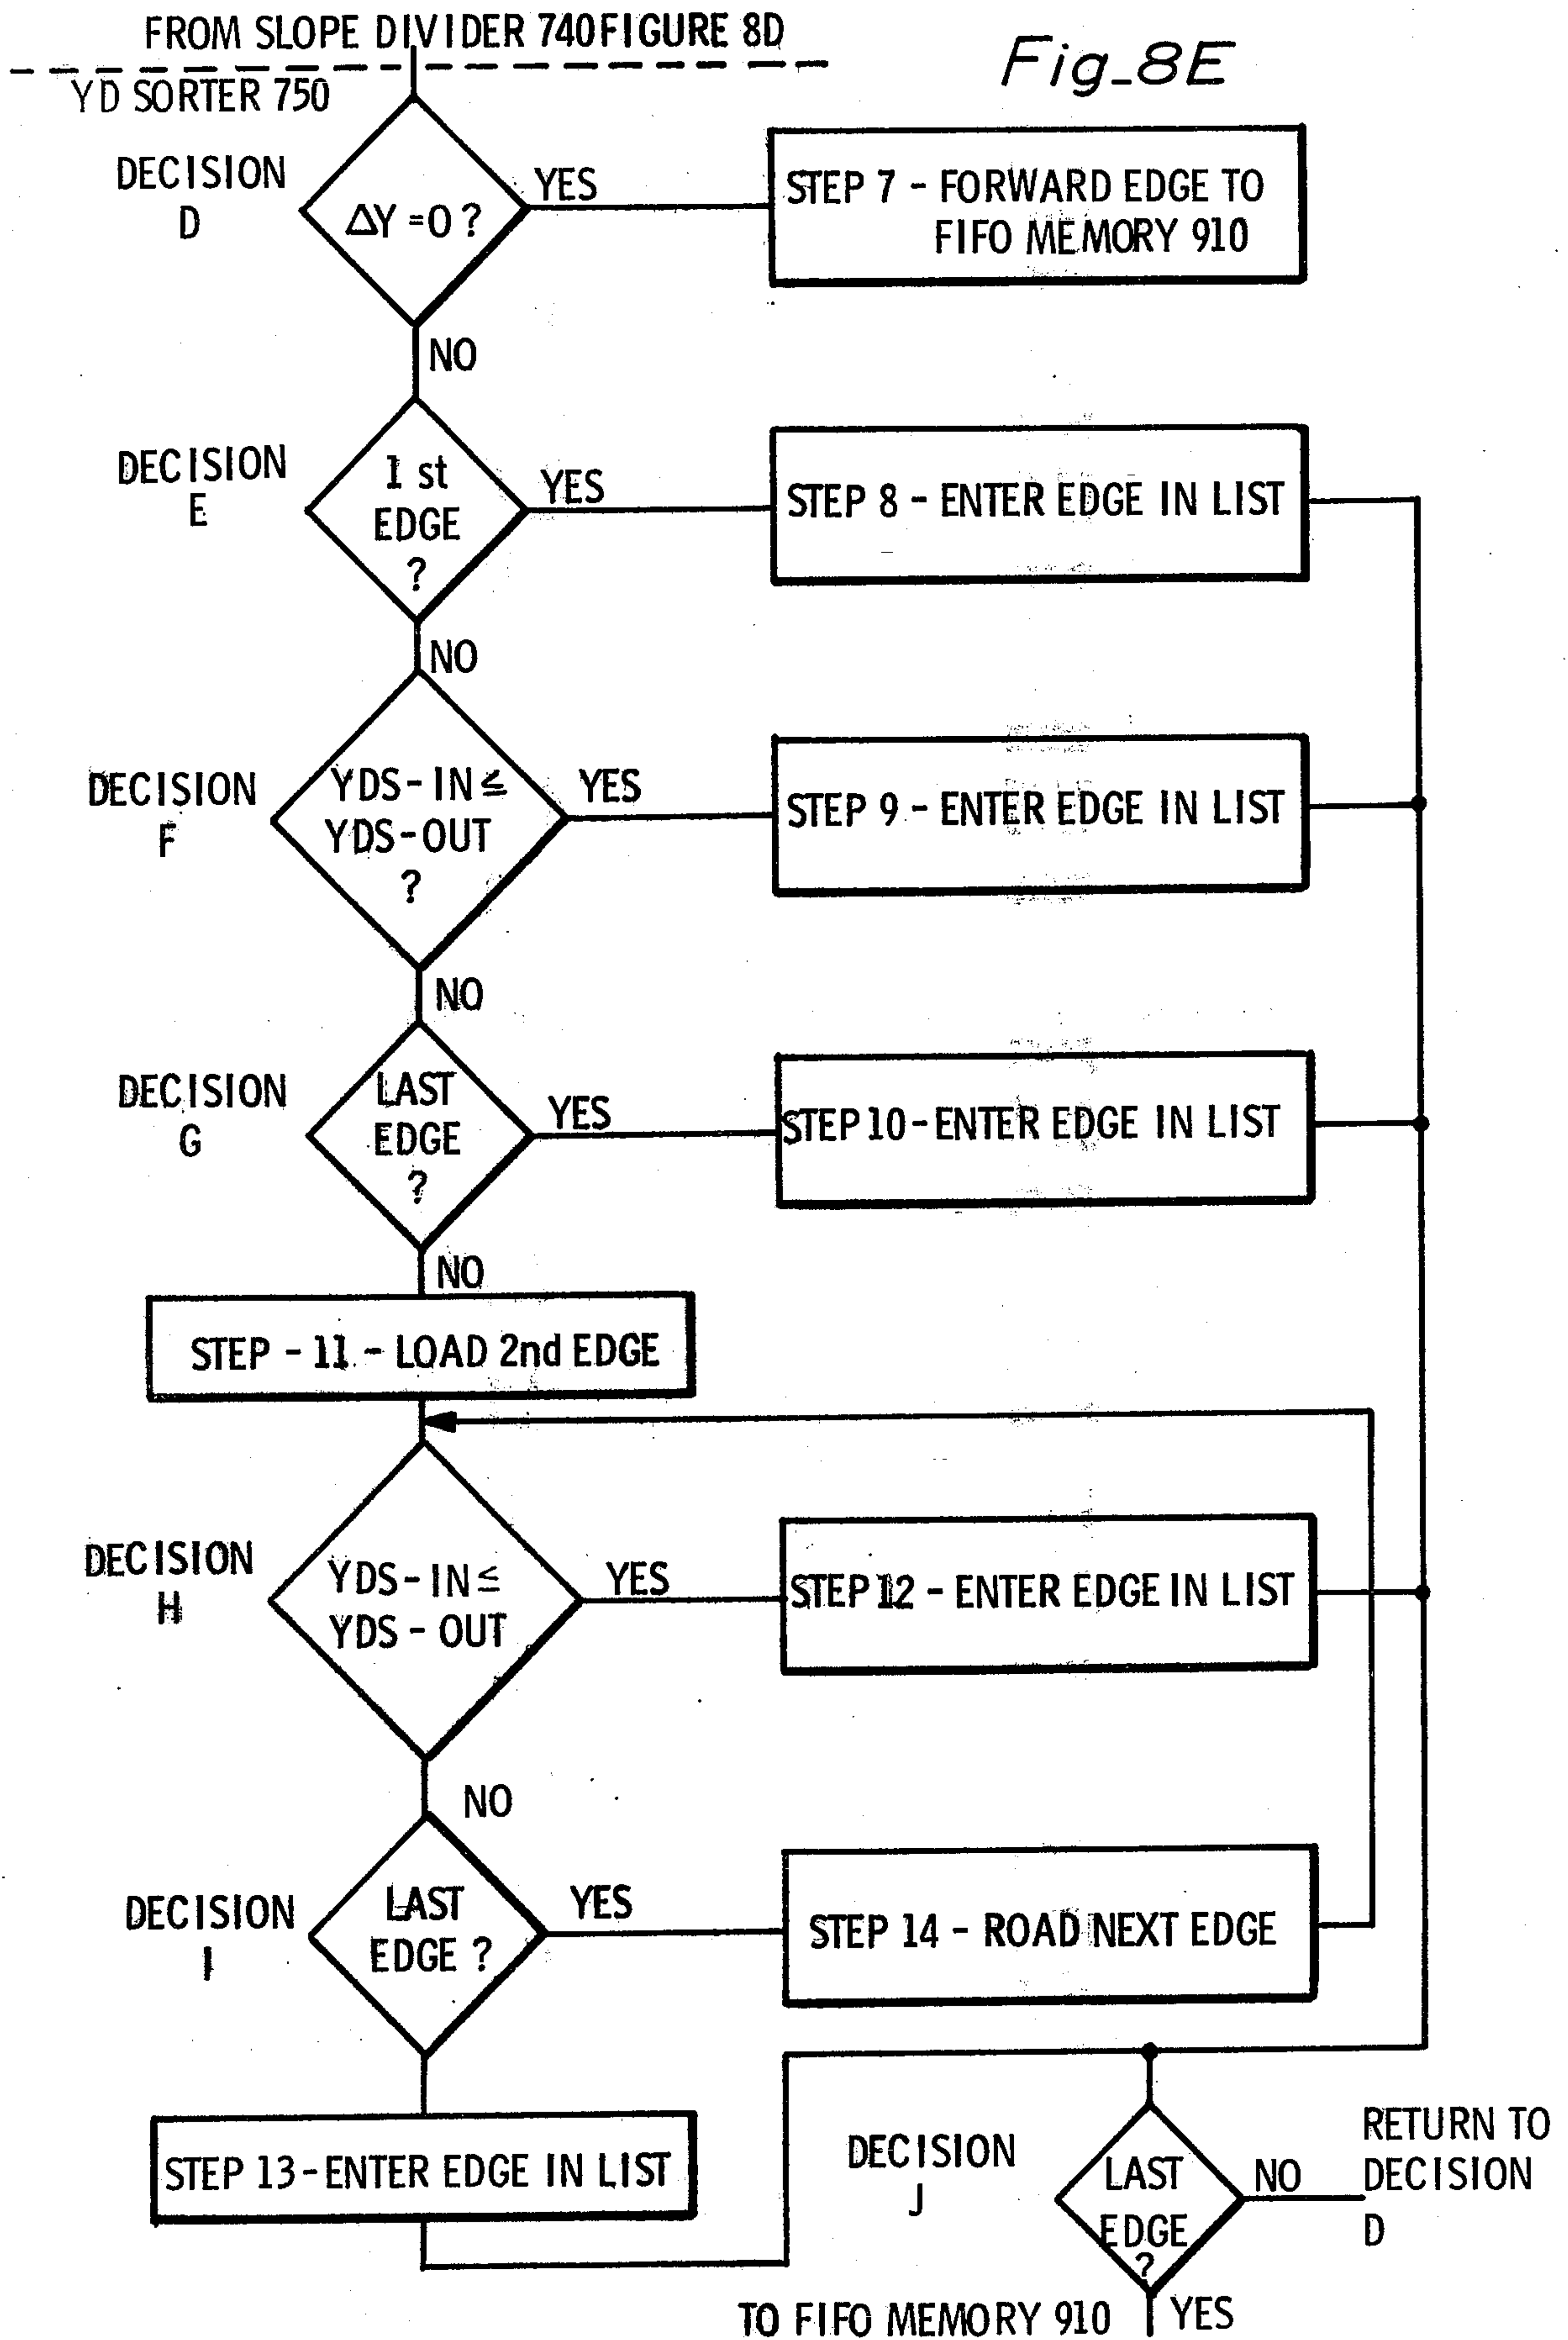 FROM SLOPE DIVIDER 740 FIGURE 8D
Fig_8E
YD SORTER 750
DECISION
D
ΔY =0 ?
YES
STEP 7 - FORWARD EDGE TO
FIFO MEMORY 910
NO
DECISION
E
1 st
EDGE
?
YES
STEP 8 - ENTER EDGE IN LIST
NO
DECISION
F
YDS-IN ≤
YDS-OUT
?
YES
STEP 9 - ENTER EDGE IN LIST
NO
DECISION
G
LAST
EDGE
?
YES
STEP 10 - ENTER EDGE IN LIST
NO
STEP - 11 - LOAD 2nd EDGE
DECISION
H
YDS-IN ≤
YDS - OUT
YES
STEP 12 - ENTER EDGE IN LIST
NO
DECISION
I
LAST
EDGE ?
YES
STEP 14 - ROAD NEXT EDGE
STEP 13 - ENTER EDGE IN LIST
DECISION
J
LAST
EDGE
?
NO
RETURN TO
DECISION
D
TO FIFO MEMORY 910
YES